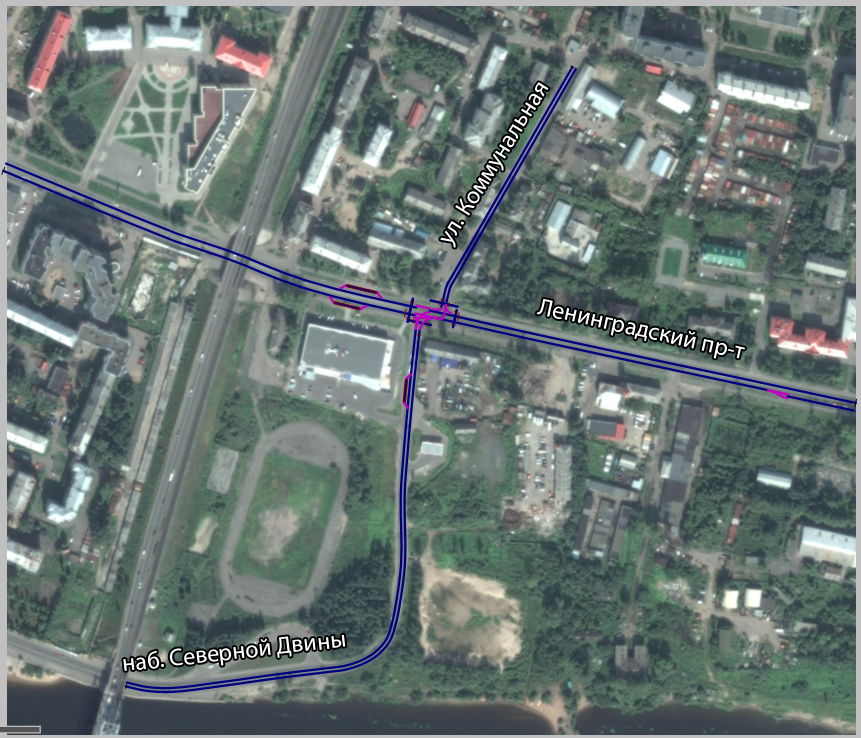 ул. Коммунальная
Ленинградский пр-т
наб. Северной Двины